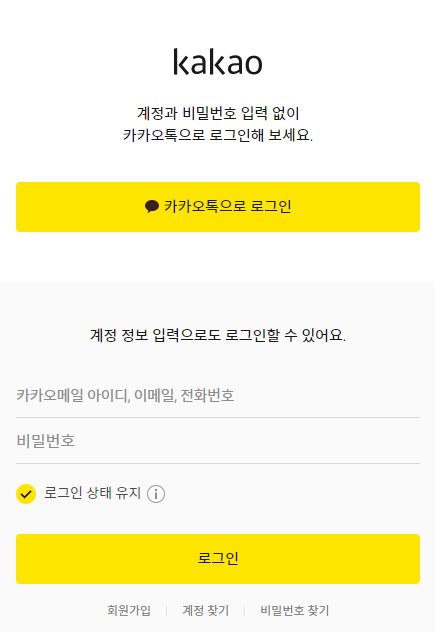 kakao
계정과 비밀번호 입력 없이
카카오톡으로 로그인해 보세요.
카카오톡으로 로그인
계정 정보 입력으로도 로그인할 수 있어요.
카카오메일 아이디, 이메일, 전화번호
비밀번호
로그인 상태 유지
로그인
회원가입 계정 찾기 비밀번호 찾기